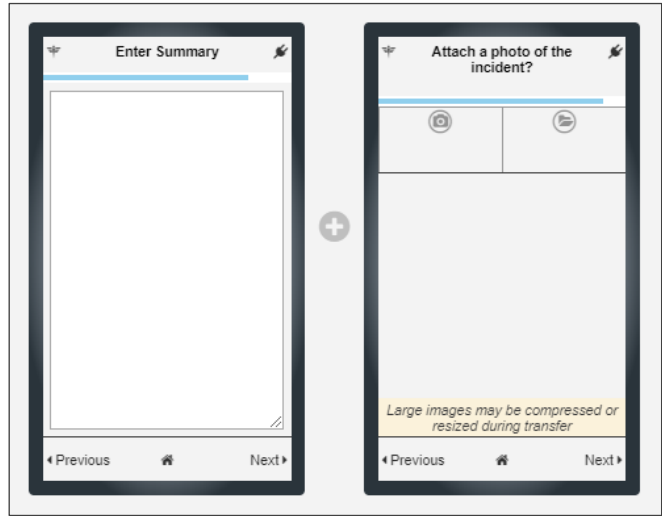 Enter Summary
Previous
Next
Attach a photo of the
incident?
Large images may be compressed or
resized during transfer
Previous
Next